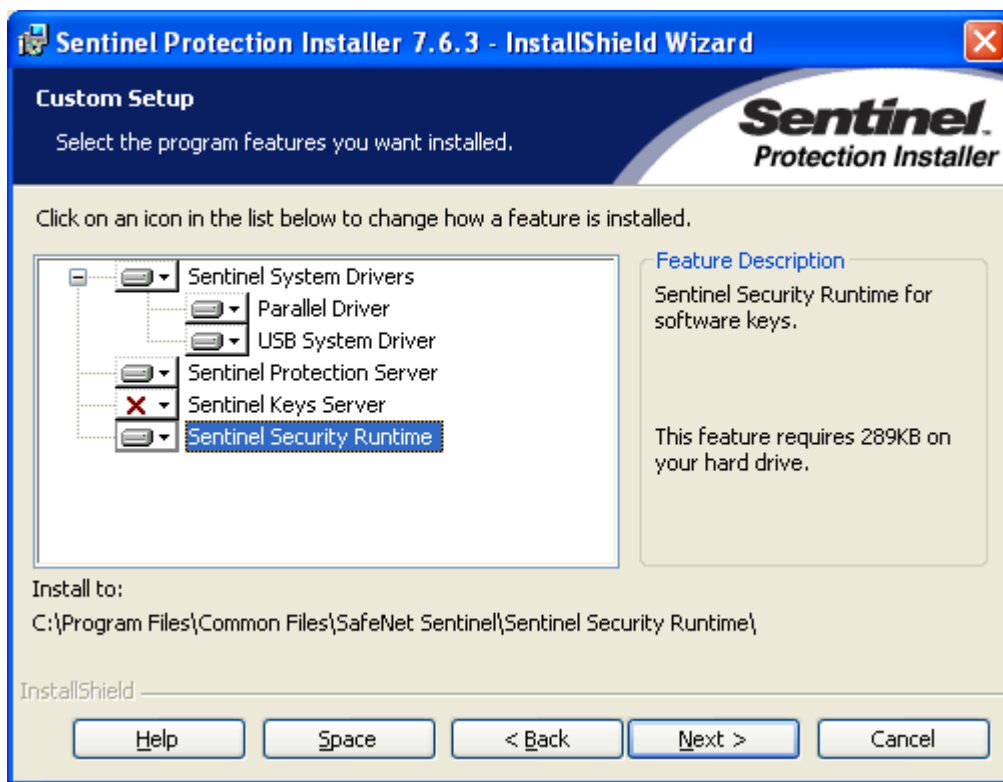 Sentinel Protection Installer 7.6.3 - InstallShield Wizard
Custom Setup
Select the program features you want installed.
Sentinel.
Protection Installer
Click on an icon in the list below to change how a feature is installed.
Sentinel System Drivers
Parallel Driver
USB System Driver
Sentinel Protection Server
Sentinel Keys Server
Sentinel Security Runtime
Feature Description
Sentinel Security Runtime for
software keys.
This feature requires 289KB on
your hard drive.
Install to:
C:\Program Files\Common Files\SafeNet Sentinel\Sentinel Security Runtime\
InstallShield
Help
Space
< Back
Next >
Cancel